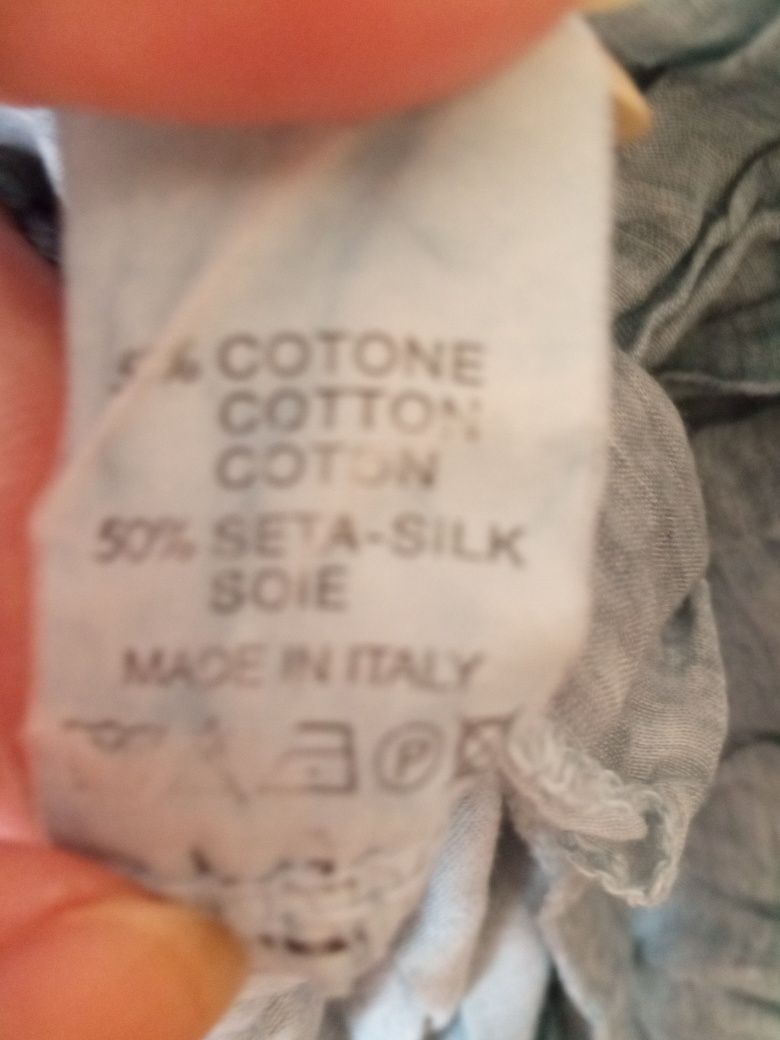 COTONE
COTTON
COTON
50% SETA-SILK
SOIE
MADE IN ITALY
P